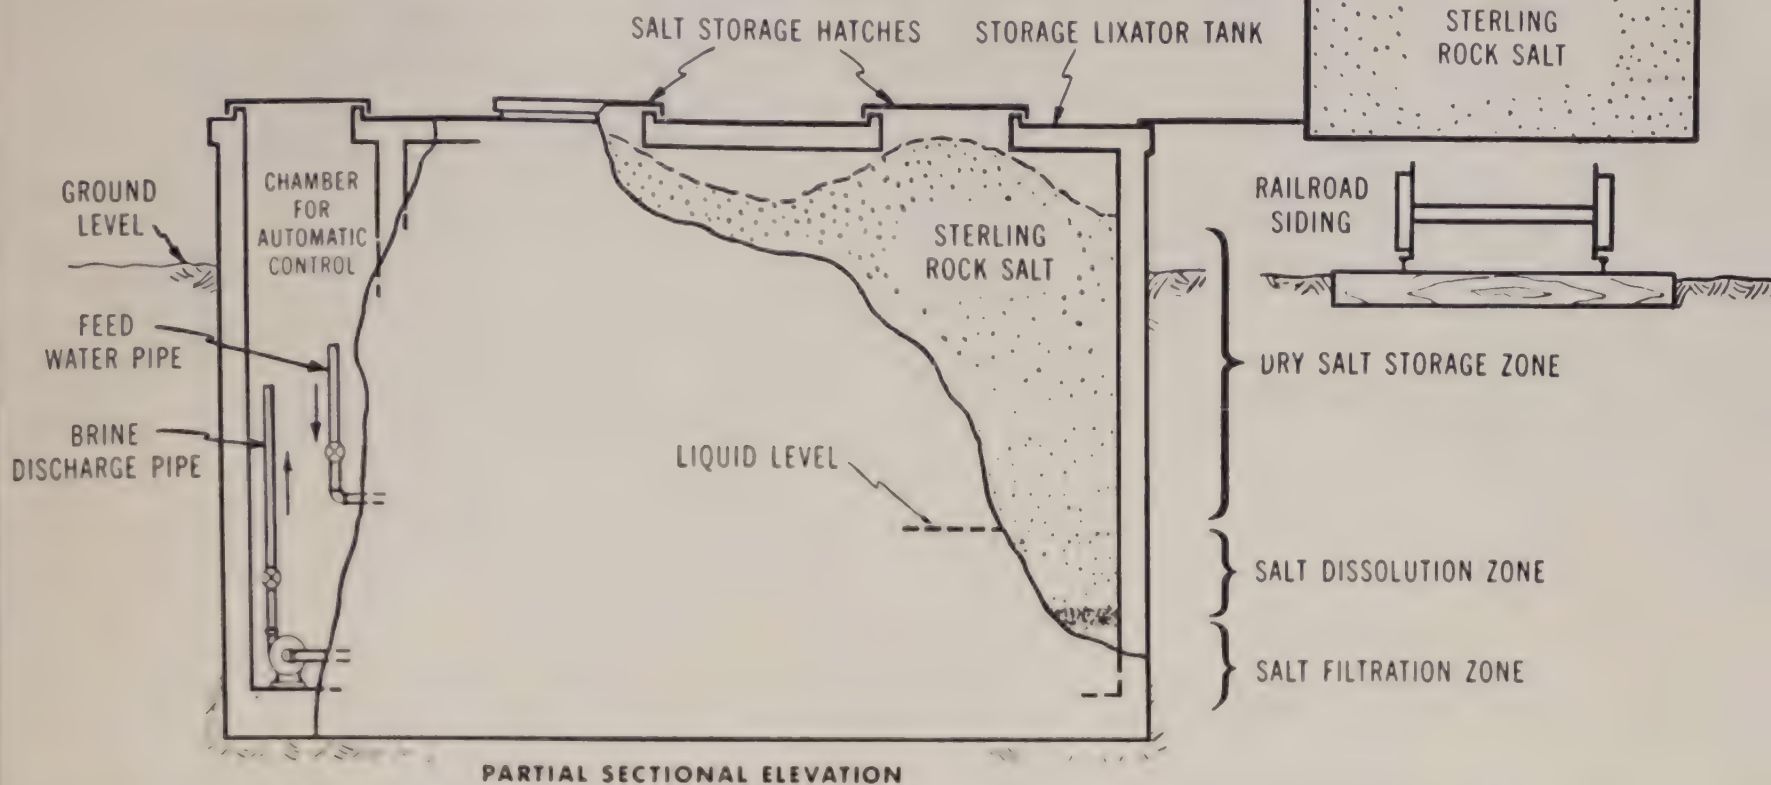 SALT STORAGE HATCHES
STORAGE LIXATOR TANK
STERLING
ROCK SALT
CHAMBER
FOR
AUTOMATIC
CONTROL
GROUND
LEVEL
RAILROAD
SIDING
STERLING
ROCK SALT
FEED
WATER PIPE
DRY SALT STORAGE ZONE
BRINE
DISCHARGE PIPE
LIQUID LEVEL
SALT DISSOLUTION ZONE
SALT FILTRATION ZONE
PARTIAL SECTIONAL ELEVATION